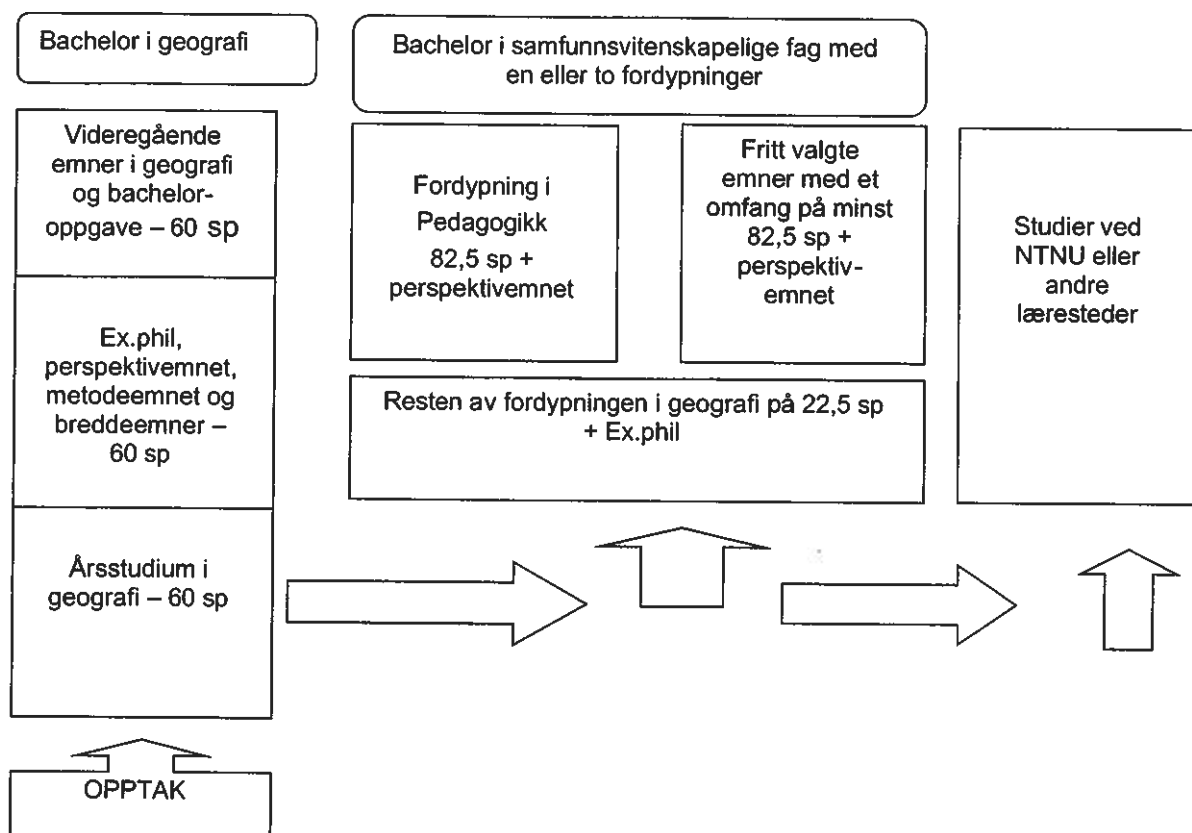 Bachelor i geografi
Videregående
emner i geografi
og bachelor-
oppgave – 60 sp
Ex.phil,
perspektivemnet,
metodeemnet og
breddeemner –
60 sp
Årsstudium i
geografi – 60 sp
OPPTAK
Bachelor i samfunnsvitenskapelige fag med
en eller to fordypninger
Fordypning i
Pedagogikk
82,5 sp +
perspektivemnet
Fritt valgte
emner med et
omfang på minst
82,5 sp +
perspektiv-
emnet
Resten av fordypningen i geografi på 22,5 sp
+ Ex.phil
Studier ved
NTNU eller
andre
læresteder